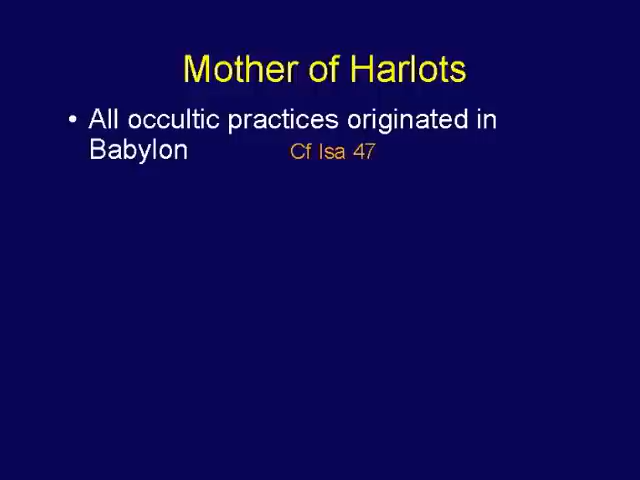 Mother of Harlots
• All occultic practices originated in
Babylon Cf Isa 47